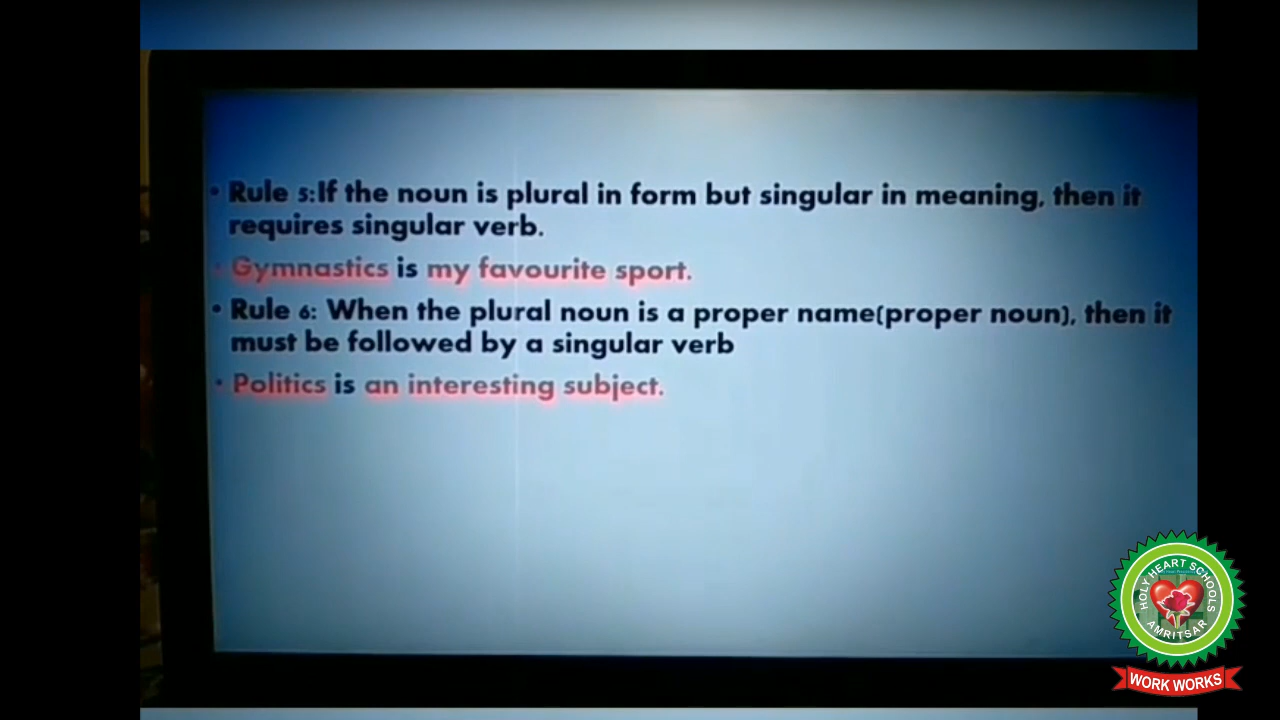 • Rule 5:If the noun is plural in form but singular in meaning, then it
requires singular verb.
• Gymnastics is my favourite sport.
• Rule 6: When the plural noun is a proper name(proper noun), then it
must be followed by a singular verb
• Politics is an interesting subject.
HOLY HEART SCHOOLS
AMRITSAR
WORK WORKS